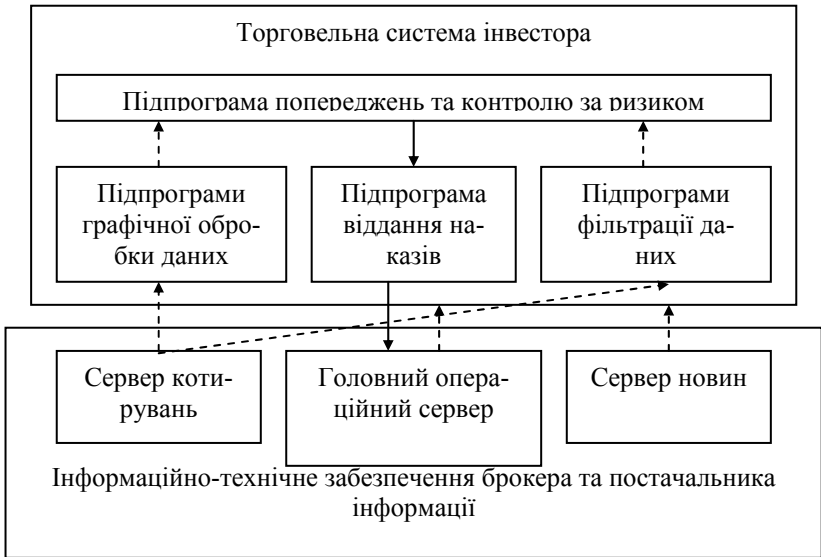 Торговельна система інвестора
Підпрограма попереджень та контролю за ризиком
Підпрограми
графічної обро-
бки даних
Підпрограма
віддання на-
казів
Підпрограми
фільтрації да-
них
Сервер коти-
рувань
Головний опера-
ційний сервер
Сервер новин
Інформаційно-технічне забезпечення брокера та постачальника
інформації